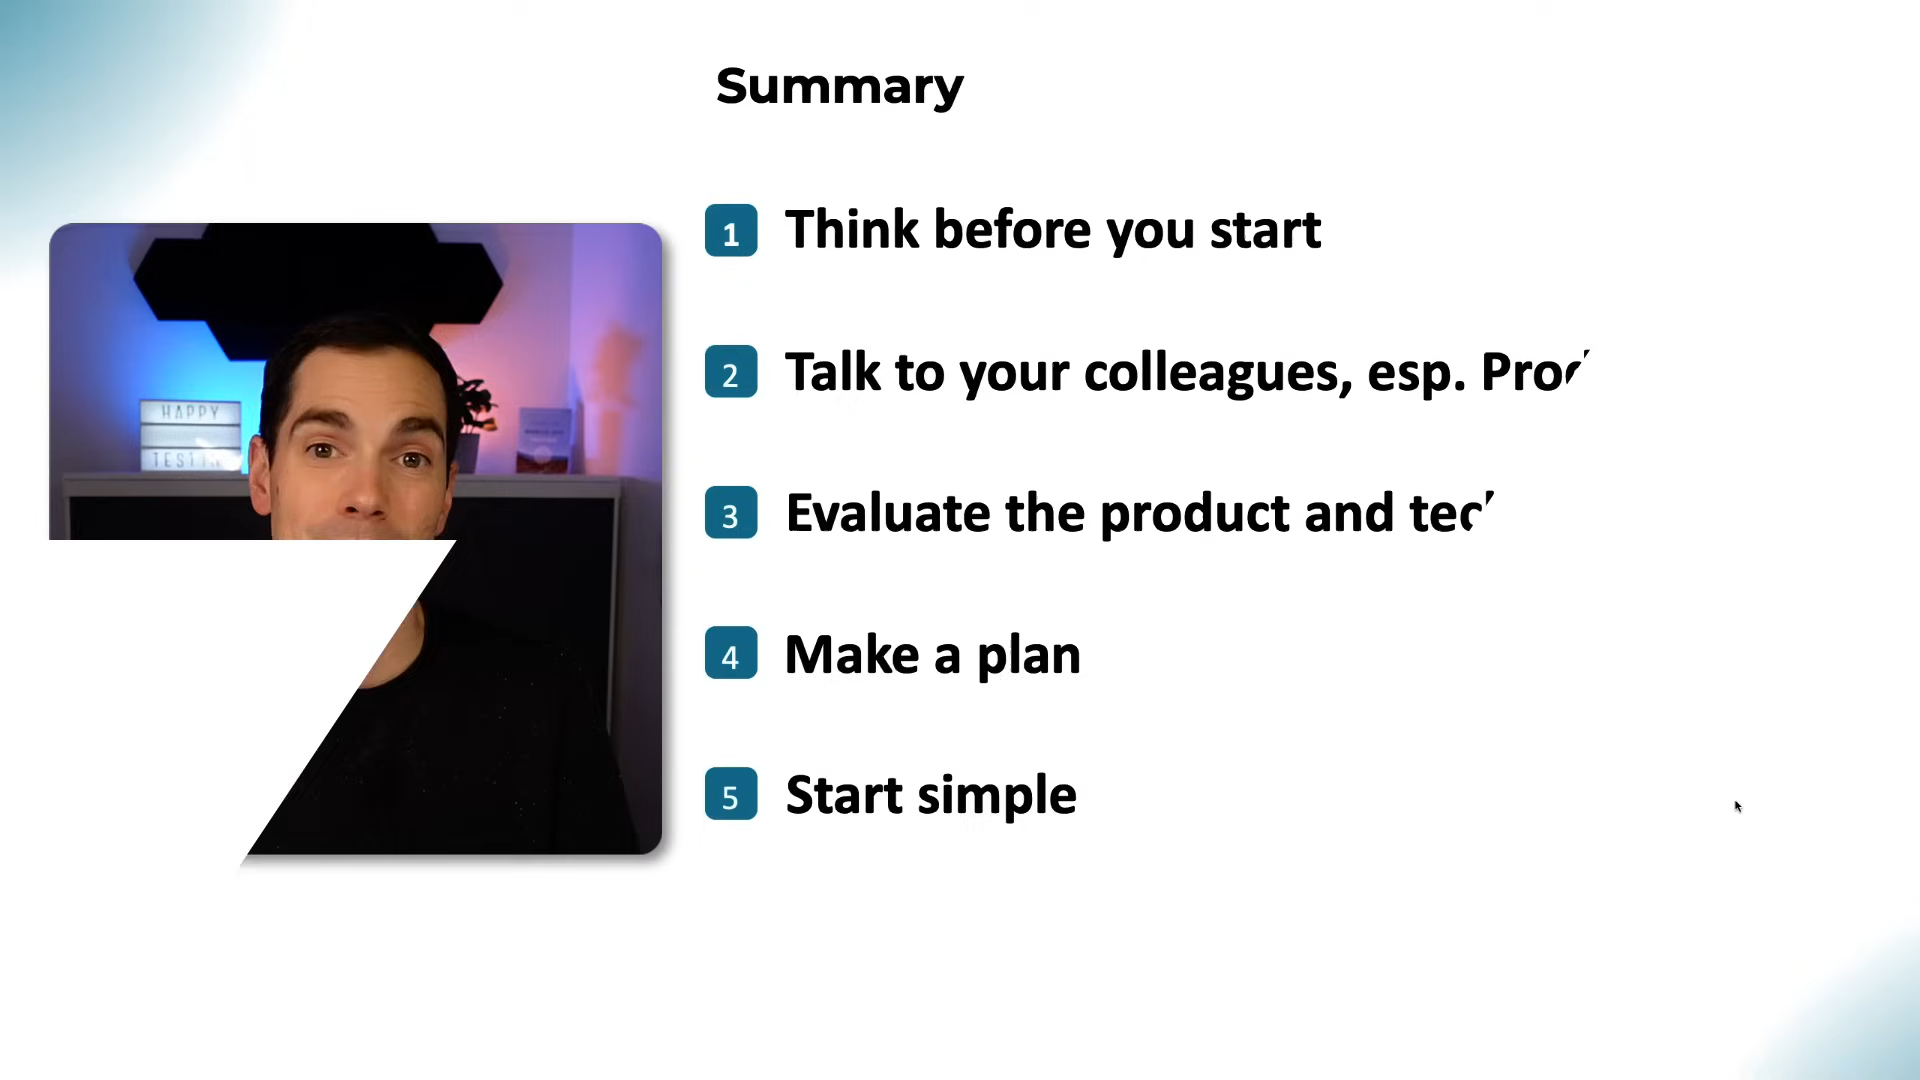 Summary
1 Think before you start
2 Talk to your colleagues, esp.
3 Evaluate the product and
4 Make a plan
5 Start simple
HAPPY